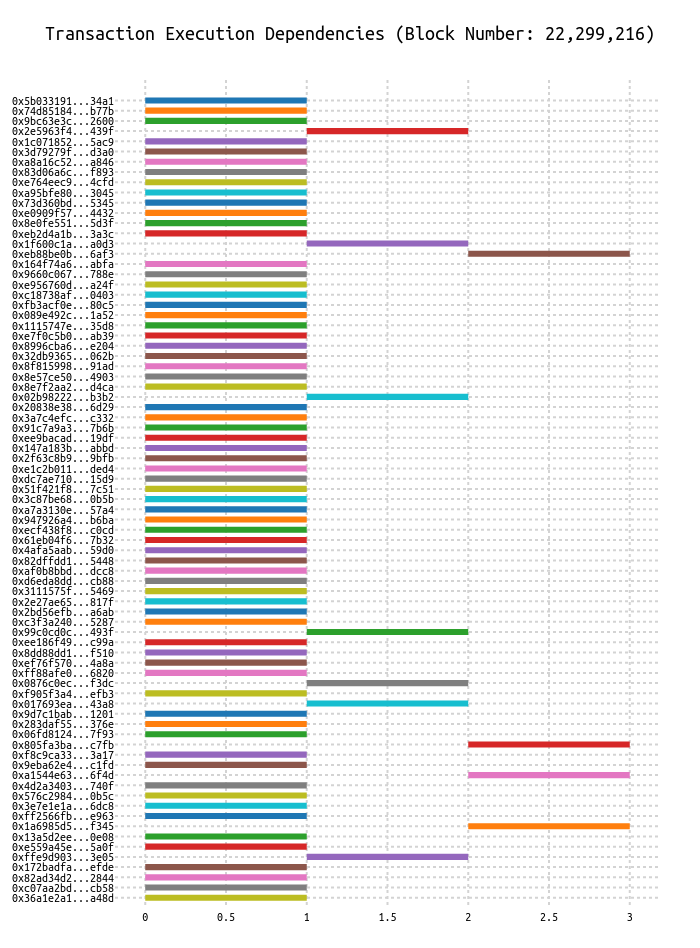 Transaction Execution Dependencies (Block Number: 22,299,216)
0x5b033191...34a1
0x74d85184...b77b
0x9bc63e3c...2600
0x2e5963f4...439f
0x1c071852...5ac9
0x3d79279f...d3a0
0xa8a16c52...a846
0x83d06a6c...f893
0xe764eec9...4cfd
0xa95bfe80...3045
0x73d360bd...5345
0xe0909f57...4432
0x8e0fe551...5d3f
0xeb2d4a1b...3a3c
0x1f600c1a...a0d3
0xeb88be0b...6af3
0x164f74a6...abfa
0x9660c067...788e
0xe956760d...a24f
0xc18738af...0403
0xfb3acf0e...80c5
0x089e492c...1a52
0x1115747e...35d8
0xe7f0c5b0...ab39
0x8996cba6...e204
0x32db9365...062b
0x8f815998...91ad
0x8e57ce50...4903
0x8e7f2aa2...d4ca
0x02b98222...b3b2
0x20838e38...6d29
0x3a7c4efc...c332
0x91c7a9a3...7b6b
0xee9bacad...19df
0x147a183b...abbd
0x2f63c8b9...9bfb
0xe1c2b011...ded4
0xdc7ae710...15d9
0x51f421f8...7c51
0x3c87be68...0b5b
0xa7a3130e...57a4
0x947926a4...b6ba
0xecf438f8...c0cd
0x61eb04f6...7b32
0x4afa5aab...59d0
0x82dffdd1...5448
0xaf0b8bbd...dcc8
0xd6eda8dd...cb88
0x3111575f...5469
0x2e27ae65...817f
0x2bd56efb...a6ab
0xc3f3a240...5287
0x99c0cd0c...493f
0xee186f49...c99a
0x8dd88dd1...f510
0xef76f570...4a8a
0xff88afe0...6820
0x0876c0ec...f3dc
0xf905f3a4...efb3
0x017693ea...43a8
0x9d7c1bab...1201
0x283daf55...376e
0x06fd8124...7f93
0x805fa3ba...c7fb
0xf8c9ca33...3a17
0x9eba62e4...c1fd
0xa1544e63...6f4d
0x4d2a3403...740f
0x576c2984...0b5c
0x3e7e1e1a...6dc8
0xff2566fb...e963
0x1a6985d5...f345
0x13a5d2ee...0e08
0xe559a45e...5a0f
0xffe9d903...3e05
0x172badfa...efde
0x82ad34d2...2844
0xc07aa2bd...cb58
0x36a1e2a1...a48d
0 0.5 1 1.5 2 2.5 3